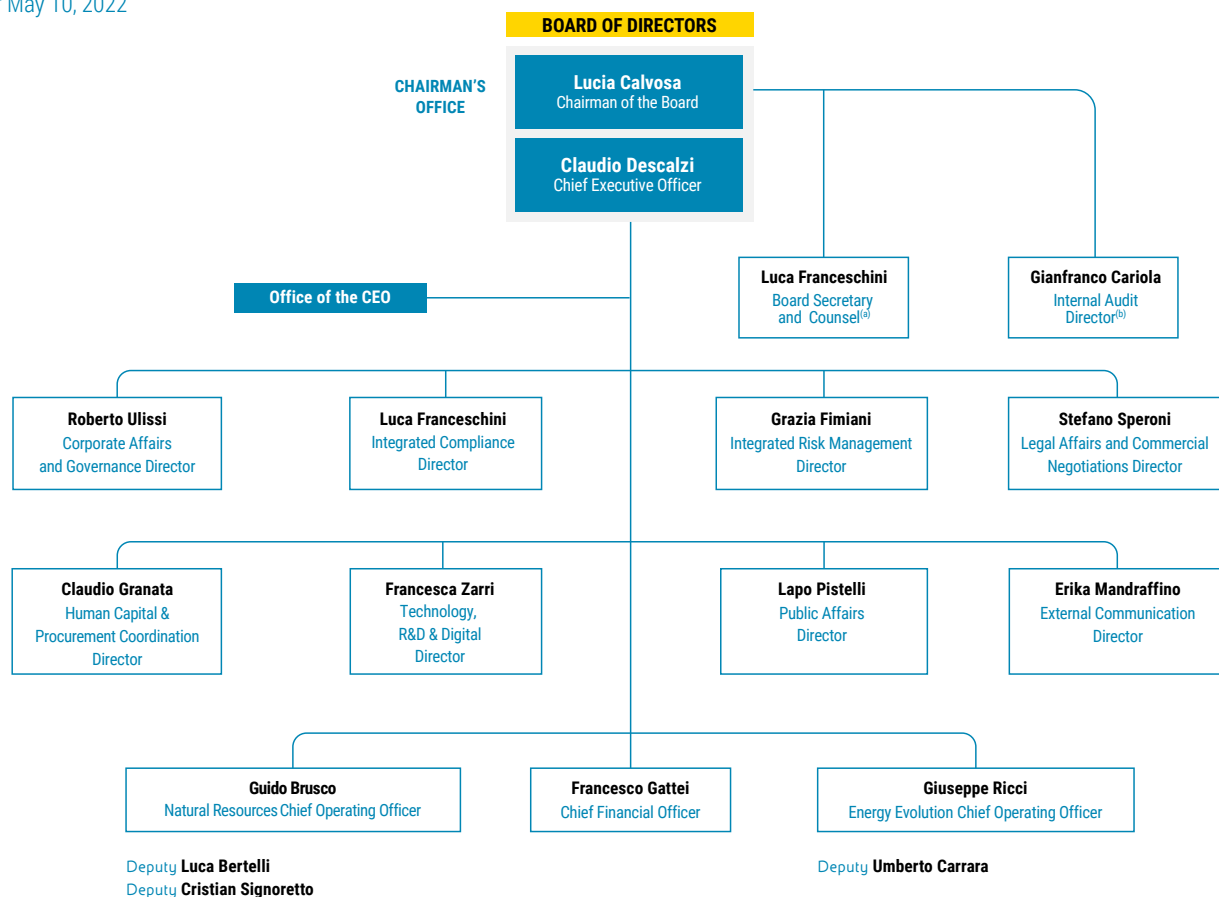 May 10, 2022
BOARD OF DIRECTORS
CHAIRMAN'S
OFFICE
Lucia Calvosa
Chairman of the Board
Claudio Descalzi
Chief Executive Officer
Office of the CEO
Luca Franceschini
Board Secretary
and Counsel(a)
Gianfranco Cariola
Internal Audit
Director(b)
Roberto Ulissi
Corporate Affairs
and Governance Director
Luca Franceschini
Integrated Compliance
Director
Grazia Fimiani
Integrated Risk Management
Director
Stefano Speroni
Legal Affairs and Commercial
Negotiations Director
Claudio Granata
Human Capital &
Procurement Coordination
Director
Francesca Zarri
Technology,
R&D & Digital
Director
Lapo Pistelli
Public Affairs
Director
Erika Mandraffino
External Communication
Director
Guido Brusco
Natural Resources Chief Operating Officer
Francesco Gattei
Chief Financial Officer
Giuseppe Ricci
Energy Evolution Chief Operating Officer
Deputy Luca Bertelli
Deputy Cristian Signoretto
Deputy Umberto Carrara